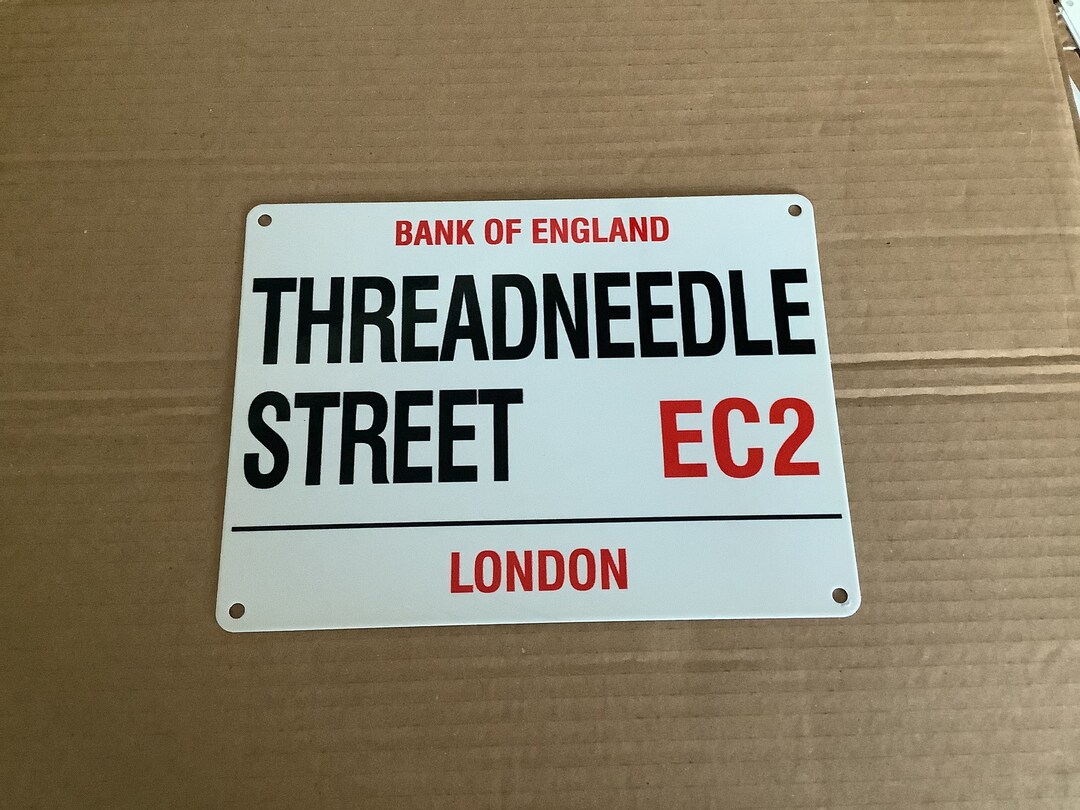 BANK OF ENGLAND
THREADNEEDLE
STREET EC2
LONDON